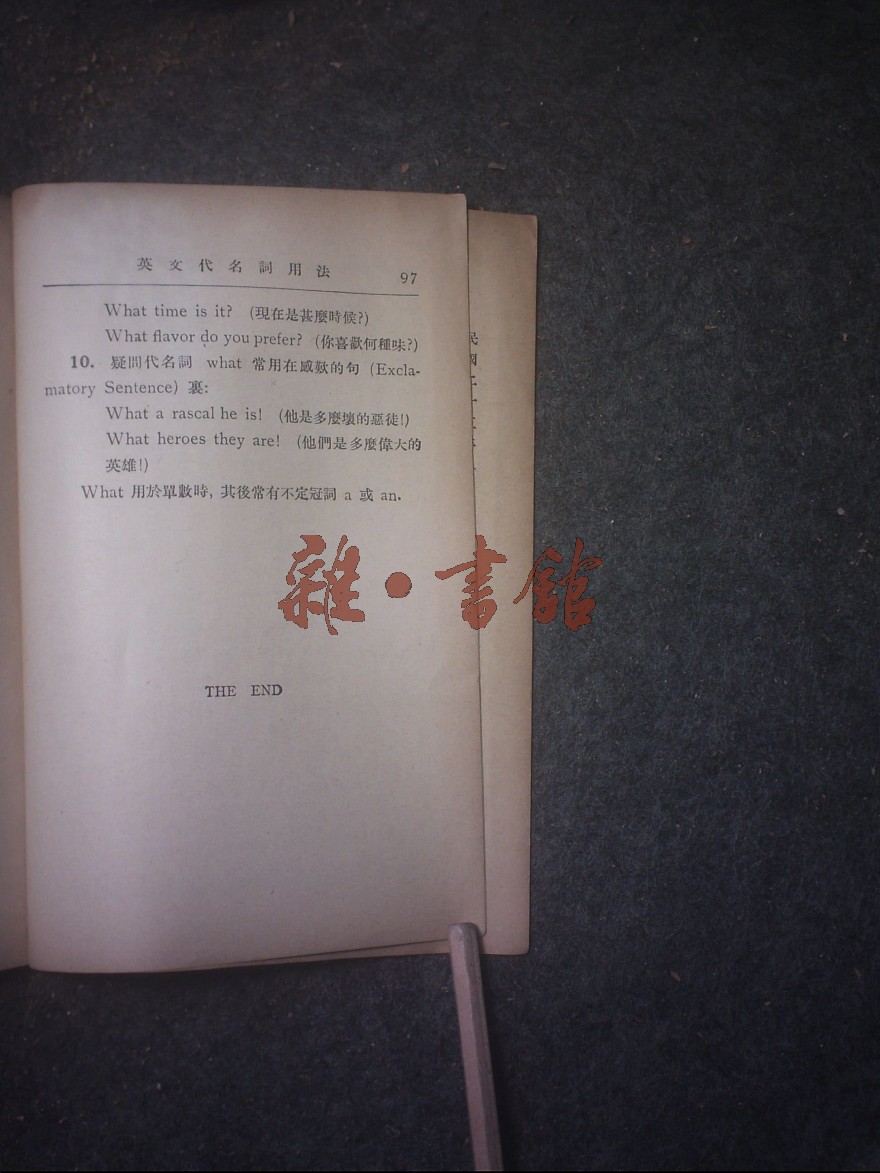 英文代名詞用法 97
What time is it? (現在是甚麼時候?)
What flavor do you prefer? (你喜歡何種味?)
10. 疑問代名詞 what 常用在感歎的句 (Excla-
matory Sentence) 裏:
What a rascal he is! (他是多麼壞的惡徒!)
What heroes they are! (他們是多麼偉大的
英雄!)
What 用於單數時, 其後常有不定冠詞 a 或 an.
雜·書館
THE END
民國